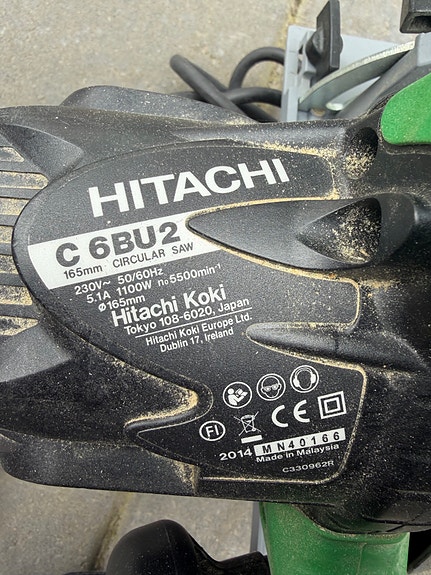 HITACHI
C 6BU2
165mm CIRCULAR SAW
230V~ 50/60Hz
5.1A 1100W n₀5500min⁻¹
Ø165mm
Hitachi Koki
Tokyo 108-6020, Japan
Hitachi Koki Europe Ltd.
Dublin 17, Ireland
FI
CE
2014 MN40166
Made in Malaysia
C330962R